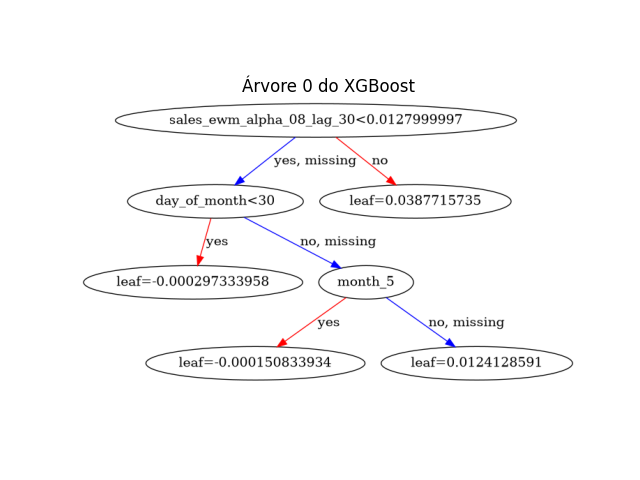 Árvore 0 do XGBoost
sales_ewm_alpha_08_lag_30<0.0127999997
yes, missing
no
day_of_month<30
leaf=0.0387715735
yes
no, missing
leaf=-0.000297333958
month_5
yes
no, missing
leaf=-0.000150833934
leaf=0.0124128591